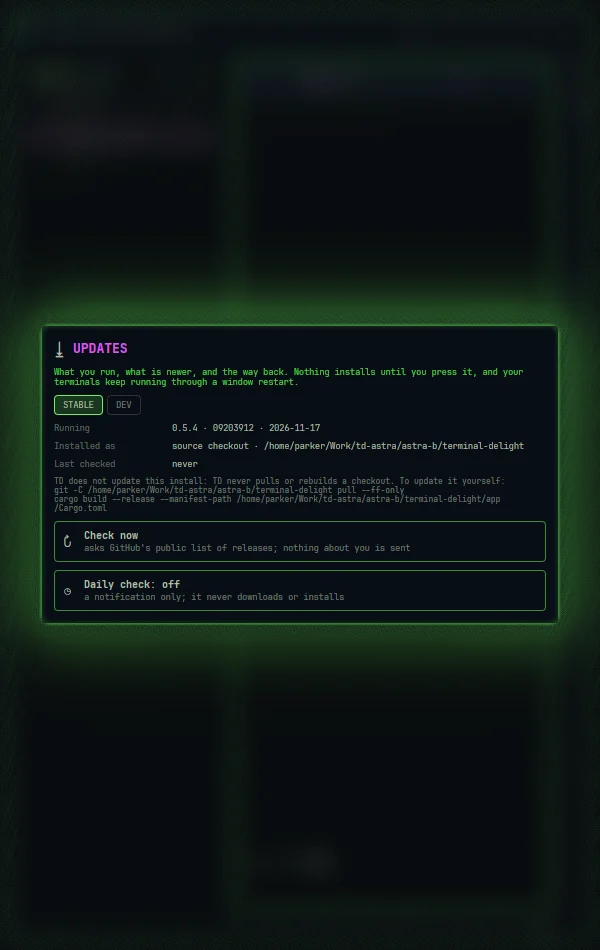 UPDATES
What you run, what is newer, and the way back. Nothing installs until you press it, and your
terminals keep running through a window restart.
STABLE DEV
Running 0.5.4 · 09203912 · 2026-11-17
Installed as source checkout · /home/parker/Work/td-astra/astra-b/terminal-delight
Last checked never
TD does not update this install: TD never pulls or rebuilds a checkout. To update it yourself:
git -C /home/parker/Work/td-astra/astra-b/terminal-delight pull --ff-only
cargo build --release --manifest-path /home/parker/Work/td-astra/astra-b/terminal-delight/app
/Cargo.toml
Check now
asks GitHub's public list of releases; nothing about you is sent
Daily check: off
a notification only; it never downloads or installs